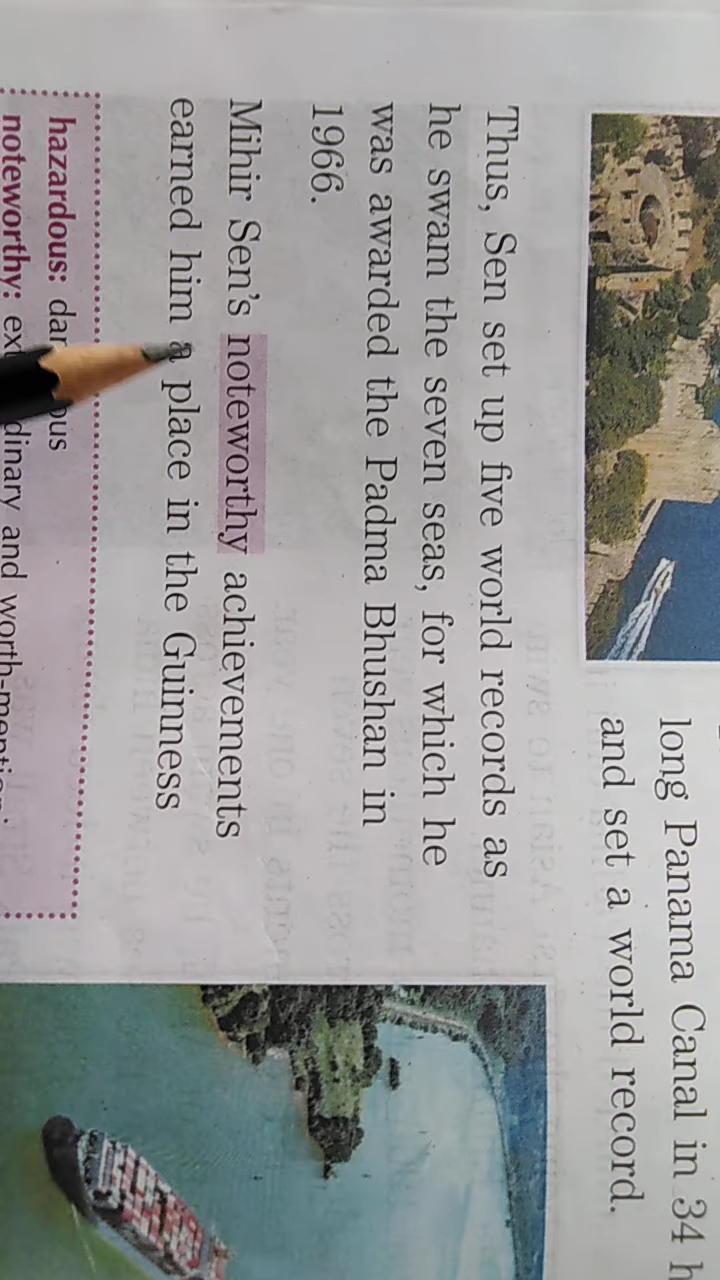 long Panama Canal in 34
and set a world record.
Thus, Sen set up five world records as
he swam the seven seas, for which he
was awarded the Padma Bhushan in
1966.
Mihir Sen's noteworthy achievements
earned him a place in the Guinness
hazardous:
noteworthy: and